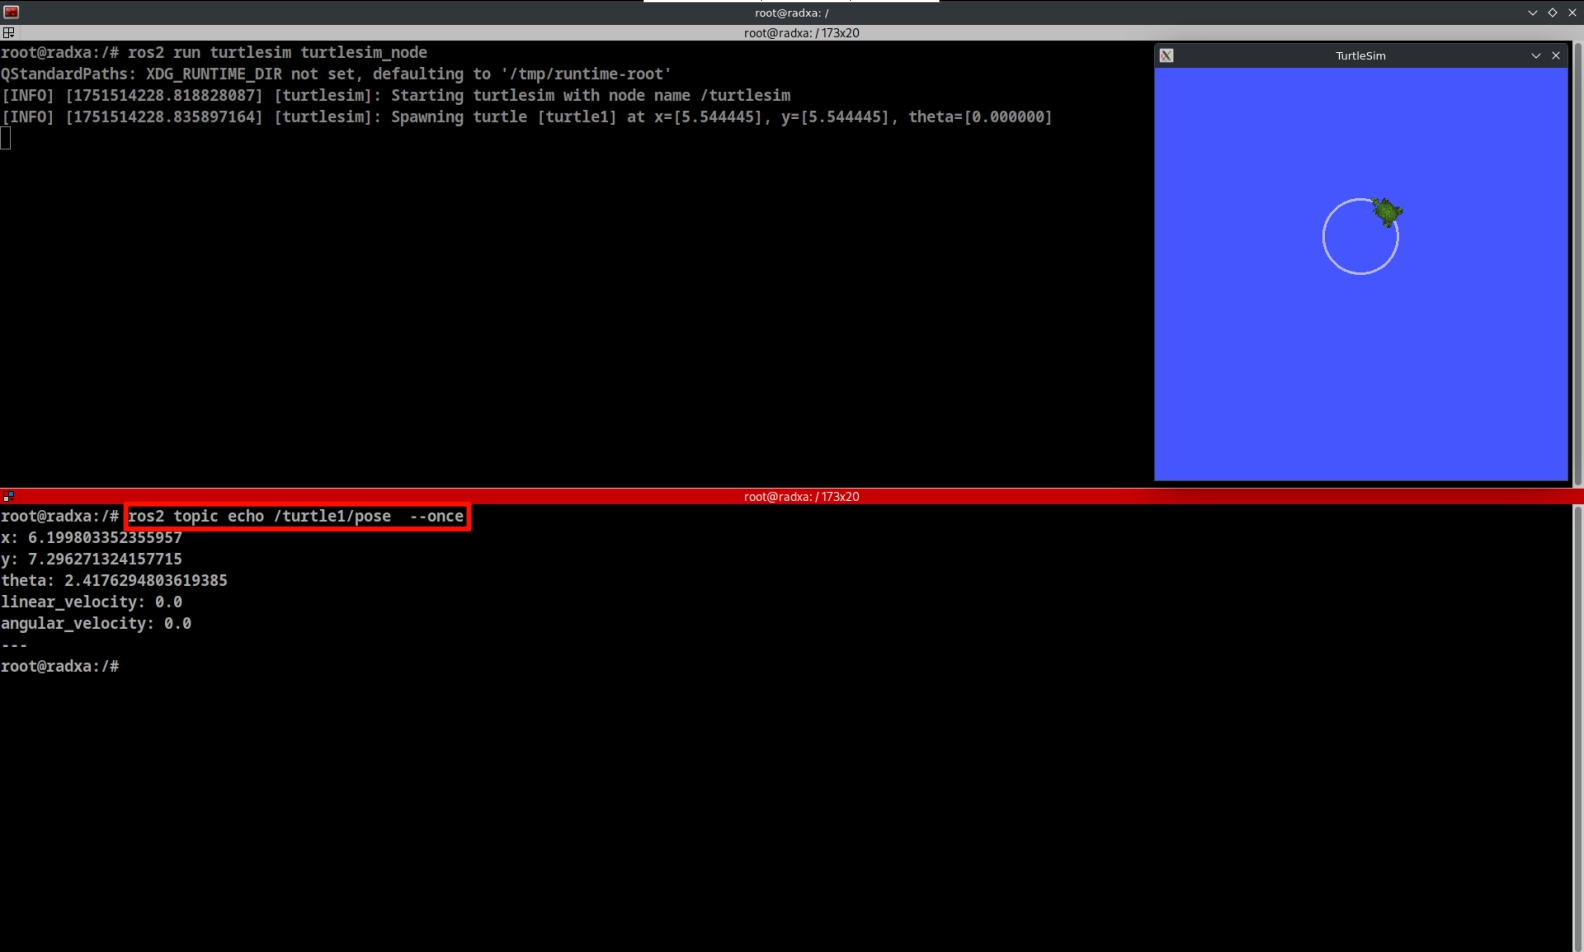 root@radxa: /
root@radxa: / 173x20
root@radxa:/# ros2 run turtlesim turtlesim_node
QStandardPaths: XDG_RUNTIME_DIR not set, defaulting to '/tmp/runtime-root'
[INFO] [1751514228.818828087] [turtlesim]: Starting turtlesim with node name /turtlesim
[INFO] [1751514228.835897164] [turtlesim]: Spawning turtle [turtle1] at x=[5.544445], y=[5.544445], theta=[0.000000]
TurtleSim
root@radxa: / 173x20
root@radxa:/# ros2 topic echo /turtle1/pose  --once
x: 6.199803352355957
y: 7.296271324157715
theta: 2.4176294803619385
linear_velocity: 0.0
angular_velocity: 0.0
---
root@radxa:/#